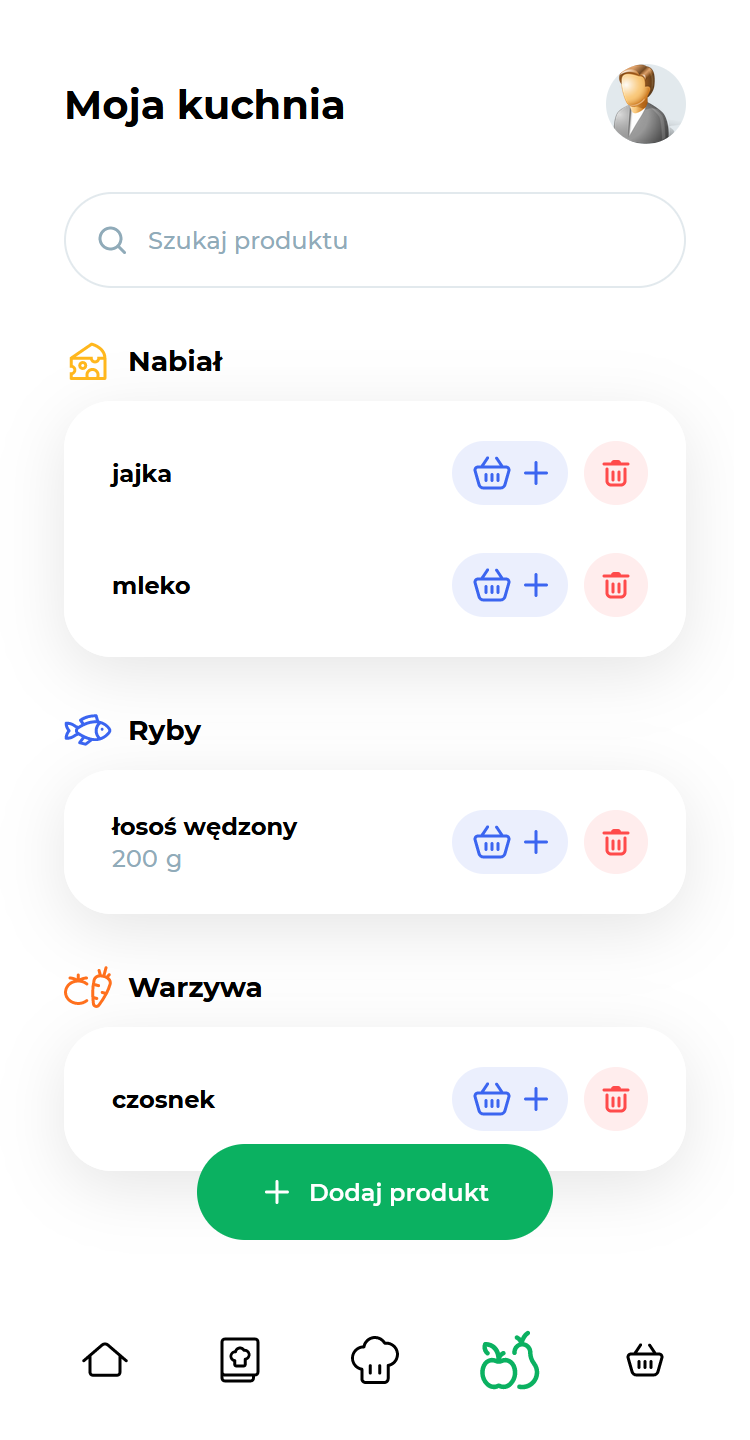 Moja kuchnia
Szukaj produktu
Nabiał
jajka
mleko
Ryby
łosoś wędzony
200 g
Warzywa
czosnek
Dodaj produkt